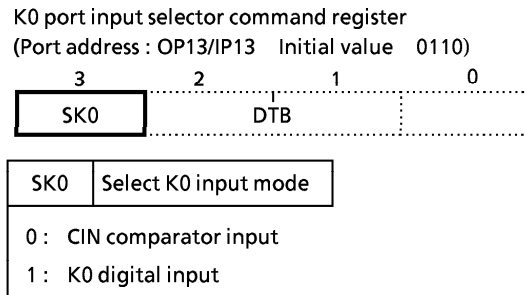 K0 port input selector command register
(Port address : OP13/IP13 Initial value 0110)
3 2 1 0
SK0 DTB
SK0 Select K0 input mode
0 : CIN comparator input
1 : K0 digital input